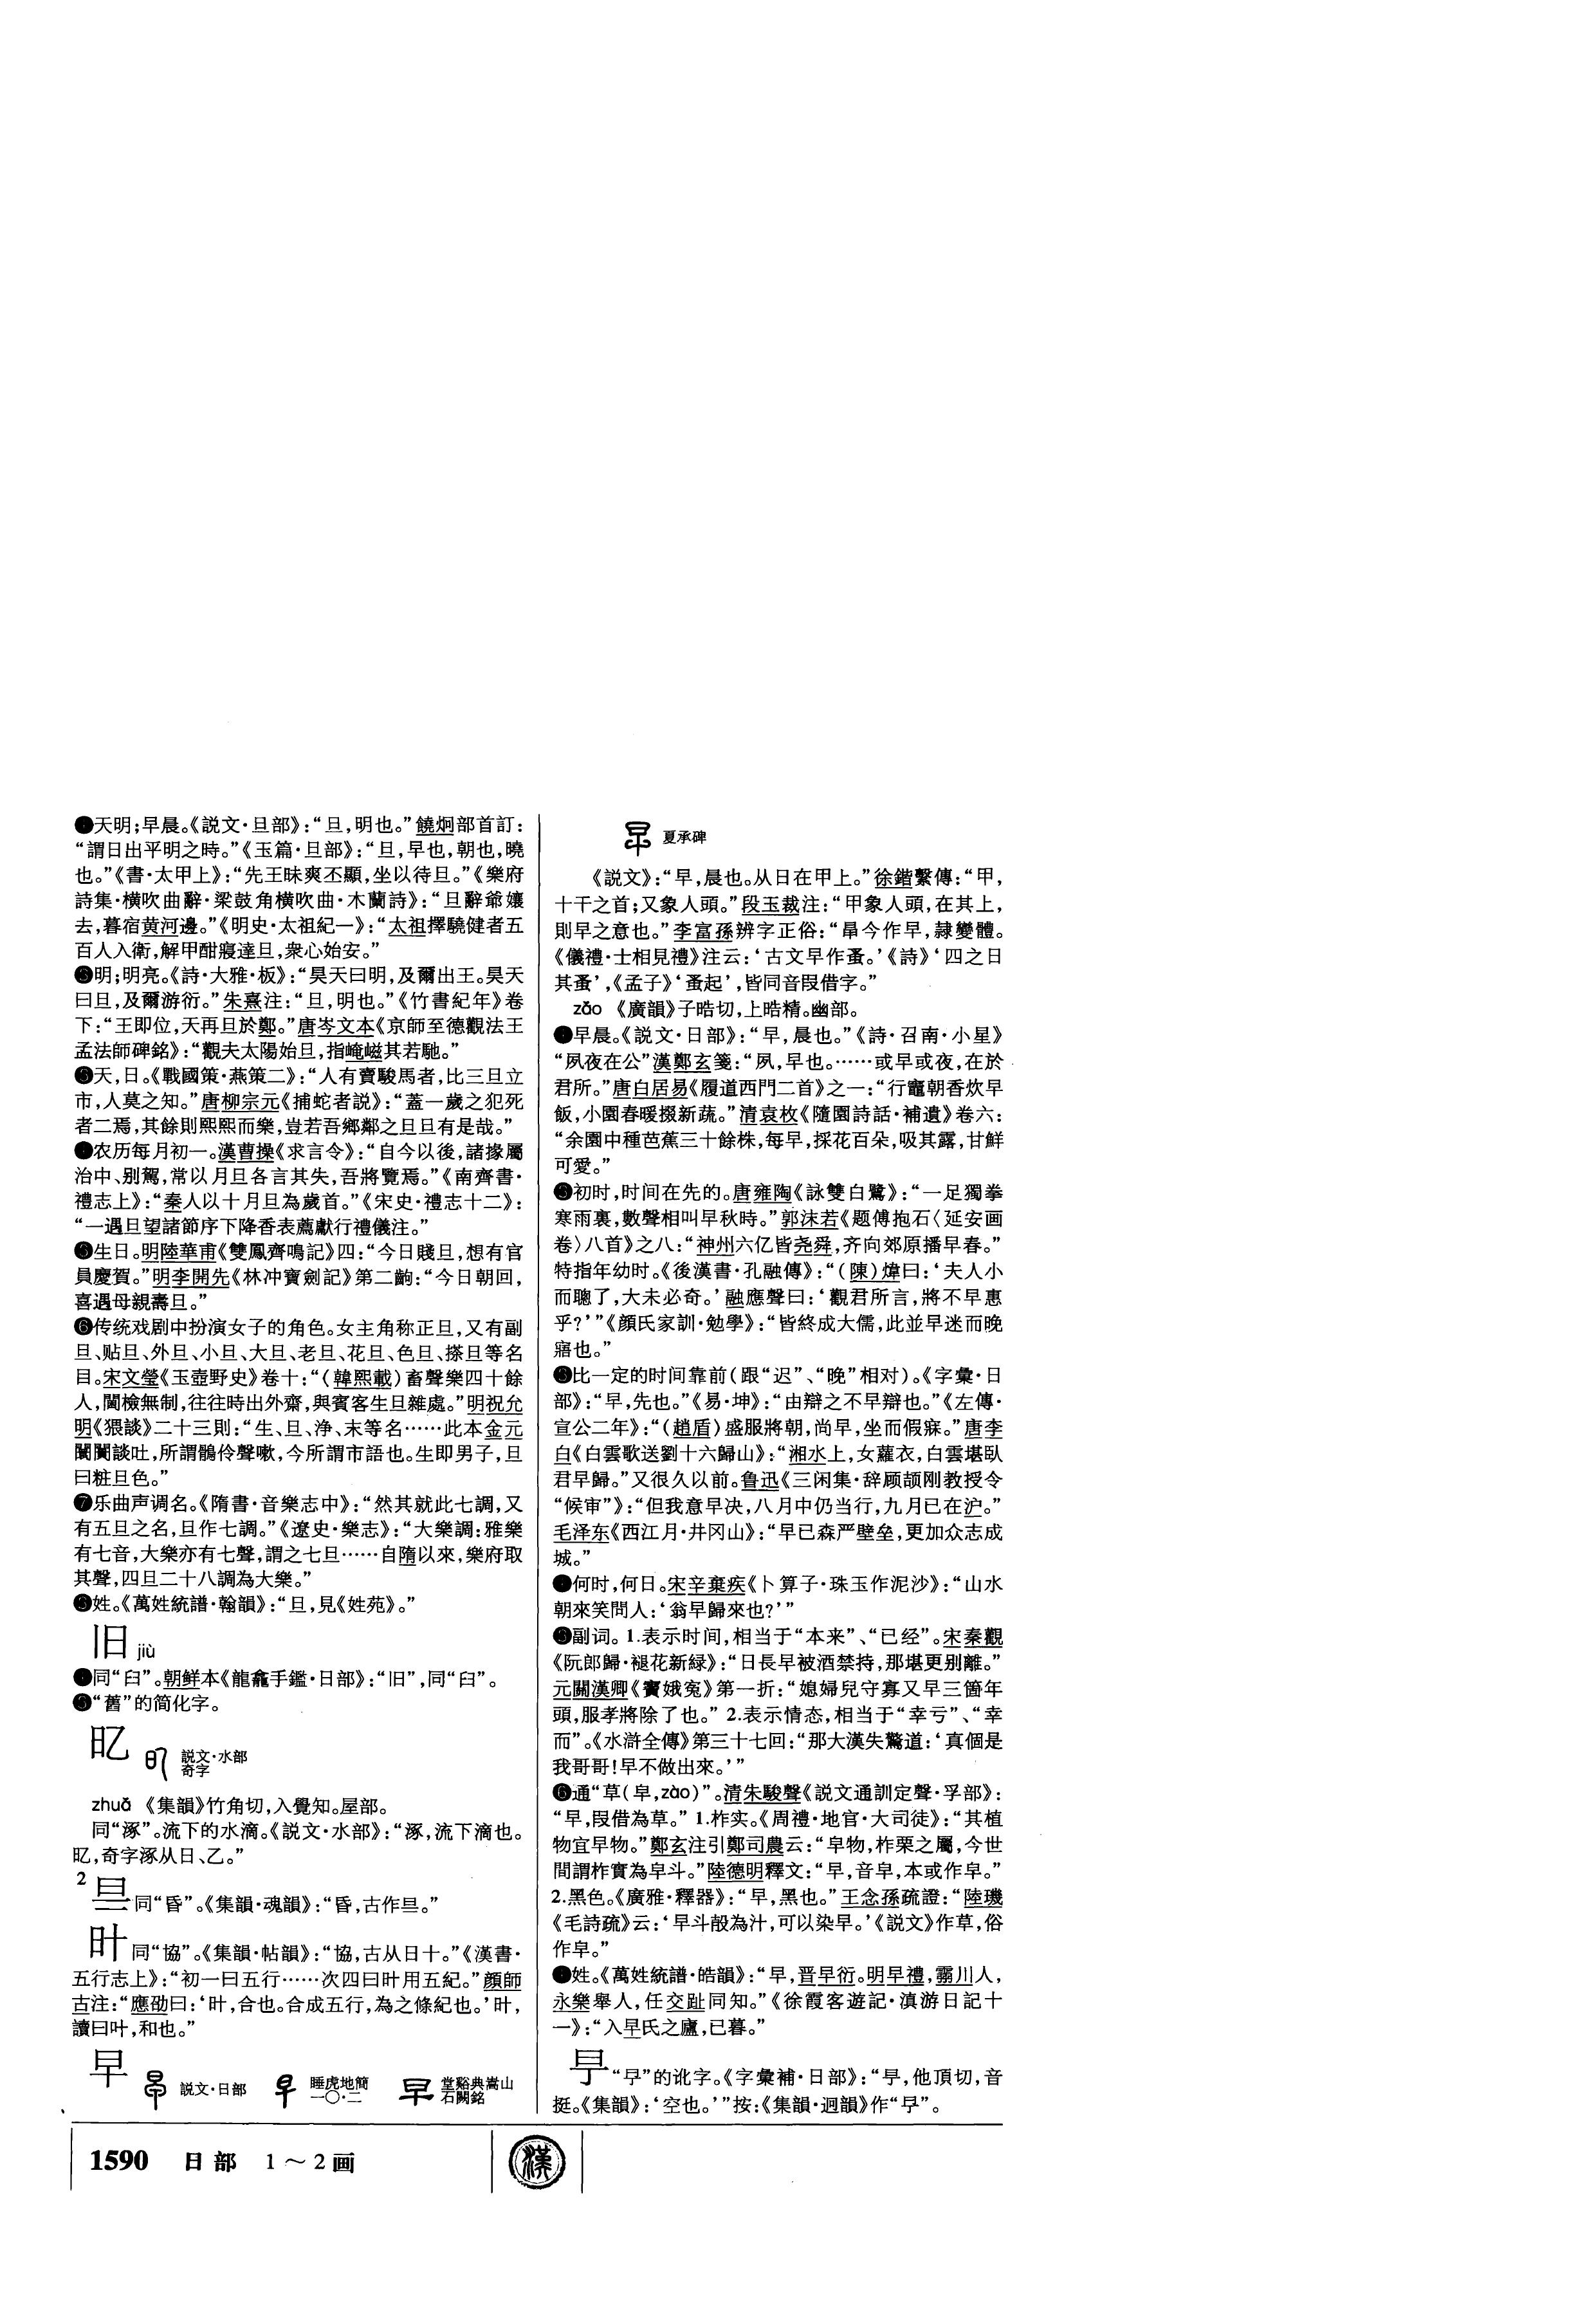 ❶天明;早晨。《説文·旦部》:“旦,明也。”饒炯部首訂:
“謂日出平明之時。”《玉篇·旦部》:“旦,早也,朝也,曉
也。”《書·太甲上》:“先王昧爽丕顯,坐以待旦。”《樂府
詩集·横吹曲辭·梁鼓角横吹曲·木蘭詩》:“旦辭爺孃
去,暮宿黄河邊。”《明史·太祖紀一》:“太祖擇驍健者五
百人入衛,解甲酣寢達旦,衆心始安。”
❷明;明亮。《詩·大雅·板》:“昊天曰明,及爾出王。昊天
曰旦,及爾游衍。”朱熹注:“旦,明也。”《竹書紀年》卷
下:“王即位,天再旦於鄭。”唐岑文本《京師至德觀法王
孟法師碑銘》:“觀夫太陽始旦,指崦嵫其若馳。”
❸天,日。《戰國策·燕策二》:“人有賣駿馬者,比三旦立
市,人莫之知。”唐柳宗元《捕蛇者説》:“蓋一歲之犯死
者二焉,其餘則熙熙而樂,豈若吾鄉鄰之旦旦有是哉。”
❹农历每月初一。漢曹操《求言令》:“自今以後,諸掾屬
治中、别駕,常以月旦各言其失,吾將覽焉。”《南齊書·
禮志上》:“秦人以十月旦為歲首。”《宋史·禮志十二》:
“一遇旦望諸節序下降香表薦獻行禮儀注。”
❺生日。明陸華甫《雙鳳齊鳴記》四:“今日賤旦,想有官
員慶賀。”明李開先《林冲寶劍記》第二齣:“今日朝回,
喜遇母親壽旦。”
❻传统戏剧中扮演女子的角色。女主角称正旦,又有副
旦、贴旦、外旦、小旦、大旦、老旦、花旦、色旦、搽旦等名
目。宋文瑩《玉壺野史》卷十:“(韓熙載)畜聲樂四十餘
人,闌檢無制,往往時出外齋,與賓客生旦雜處。”明祝允
明《猥談》二十三則:“生、旦、浄、末等名……此本金元
闤闠談吐,所謂鶻伶聲嗽,今所謂市語也。生即男子,旦
曰粧旦色。”
❼乐曲声调名。《隋書·音樂志中》:“然其就此七調,又
有五旦之名,旦作七調。”《遼史·樂志》:“大樂調:雅樂
有七音,大樂亦有七聲,謂之七旦……自隋以來,樂府取
其聲,四旦二十八調為大樂。”
❽姓。《萬姓統譜·翰韻》:“旦,見《姓苑》。”
旧 jiù
❶同“臼”。朝鲜本《龍龕手鑑·日部》:“旧”,同“臼”。
❷“舊”的简化字。
㫈 説文·水部
奇字
zhuǎ 《集韻》竹角切,入覺知。屋部。
同“涿”。流下的水滴。《説文·水部》:“涿,流下滴也。
㫈,奇字涿从日、乙。”
2
同“昏”。《集韻·魂韻》:“昏,古作。”
叶 同“協”。《集韻·帖韻》:“協,古从日十。”《漢書·
五行志上》:“初一曰五行……次四曰旪用五紀。”顔師
古注:“應劭曰:‘旪,合也。合成五行,為之條紀也。’旪,
讀曰叶,和也。”
早 説文·日部 睡虎地簡 一〇·二 堂谿典嵩山 石闕銘
夏承碑
《説文》:“早,晨也。从日在甲上。”徐鍇繫傳:“甲,
十干之首;又象人頭。”段玉裁注:“甲象人頭,在其上,
則早之意也。”李富孫辨字正俗:“㫧今作早,隸變體。
《儀禮·士相見禮》注云:‘古文早作蚤。’《詩》‘四之日
其蚤’,《孟子》‘蚤起’,皆同音叚借字。”
zǎo 《廣韻》子晧切,上晧精。幽部。
❶早晨。《説文·日部》:“早,晨也。”《詩·召南·小星》
“夙夜在公”漢鄭玄箋:“夙,早也。……或早或夜,在於
君所。”唐白居易《履道西門二首》之一:“行竈朝香炊早
飯,小園春暖掇新蔬。”清袁枚《隨園詩話·補遺》卷六:
“余園中種芭蕉三十餘株,每早,採花百朵,吸其露,甘鮮
可愛。”
❷初时,时间在先的。唐雍陶《詠雙白鷺》:“一足獨拳
寒雨裏,數聲相叫早秋時。”郭沫若《题傅抱石〈延安画
卷〉八首》之八:“神州六亿皆尧舜,齐向郊原播早春。”
特指年幼时。《後漢書·孔融傳》:“(陳)煒曰:‘夫人小
而聰了,大未必奇。’融應聲曰:‘觀君所言,將不早惠
乎?’”《顔氏家訓·勉學》:“皆終成大儒,此並早迷而晚
寤也。”
❸比一定的时间靠前(跟“迟”、“晚”相对)。《字彙·日
部》:“早,先也。”《易·坤》:“由辯之不早辯也。”《左傳·
宣公二年》:“(趙盾)盛服將朝,尚早,坐而假寐。”唐李
白《白雲歌送劉十六歸山》:“湘水上,女蘿衣,白雲堪臥
君早歸。”又很久以前。鲁迅《三闲集·辞顾颉刚教授令
“候审”》:“但我意早决,八月中仍当行,九月已在沪。”
毛泽东《西江月·井冈山》:“早已森严壁垒,更加众志成
城。”
❹何时,何日。宋辛棄疾《卜算子·珠玉作泥沙》:“山水
朝來笑問人:‘翁早歸來也?’”
❺副词。1.表示时间,相当于“本来”、“已经”。宋秦觀
《阮郎歸·褪花新緑》:“日長早被酒禁持,那堪更别離。”
元關漢卿《竇娥寃》第一折:“媳婦兒守寡又早三箇年
頭,服孝將除了也。” 2.表示情态,相当于“幸亏”、“幸
而”。《水滸全傳》第三十七回:“那大漢失驚道:‘真個是
我哥哥!早不做出來。’”
❻通“草(皁,zào)”。清朱駿聲《説文通訓定聲·孚部》:
“早,叚借為草。” 1.柞实。《周禮·地官·大司徒》:“其植
物宜早物。”鄭玄注引鄭司農云:“皁物,柞栗之屬,今世
間謂柞實為皁斗。”陸德明釋文:“早,音皁,本或作皁。”
2.黑色。《廣雅·釋器》:“早,黑也。”王念孫疏證:“陸璣
《毛詩疏》云:‘早斗㱿為汁,可以染早。’《説文》作草,俗
作皁。”
❼姓。《萬姓統譜·皓韻》:“早,晋早衍。明早禮,霸川人,
永樂舉人,任交趾同知。”《徐霞客遊記·滇游日記十
一》:“入早氏之廬,已暮。”
“㫗”的讹字。《字彙補·日部》:“,他頂切,音
挺。《集韻》:‘空也。’”按:《集韻·迥韻》作“”。
1590 日部 1～2画 漢